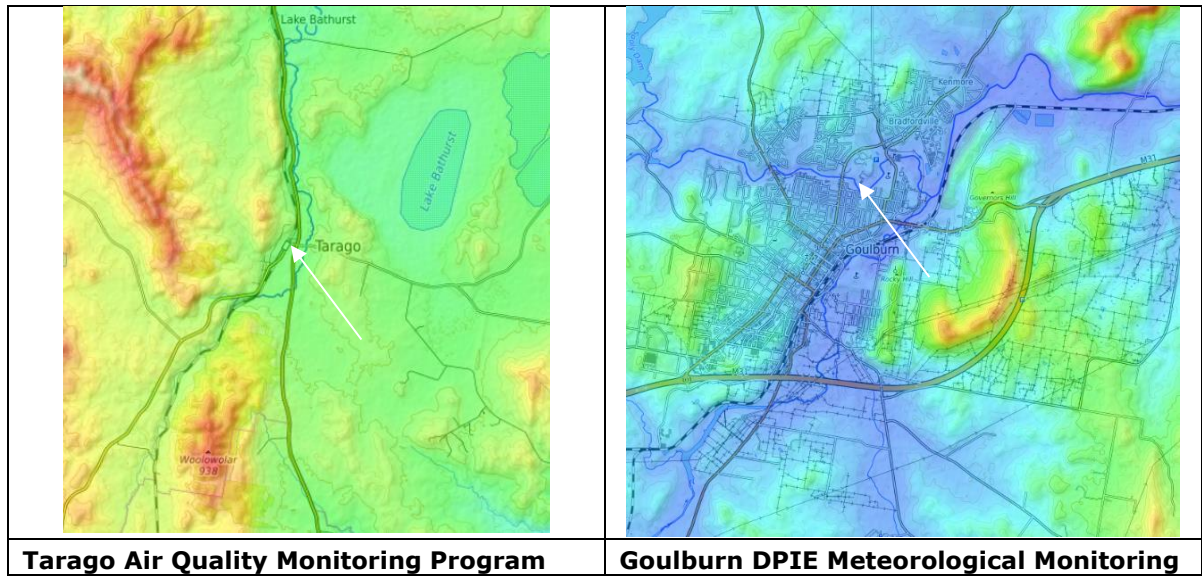 Lake Bathurst
Lake Bathurst
Tarago
Woolowolar
938
Kenmore
Bradfordville
M31
Governors Hill
Goulburn
Rocky Hill
Tarago Air Quality Monitoring Program
Goulburn DPIE Meteorological Monitoring